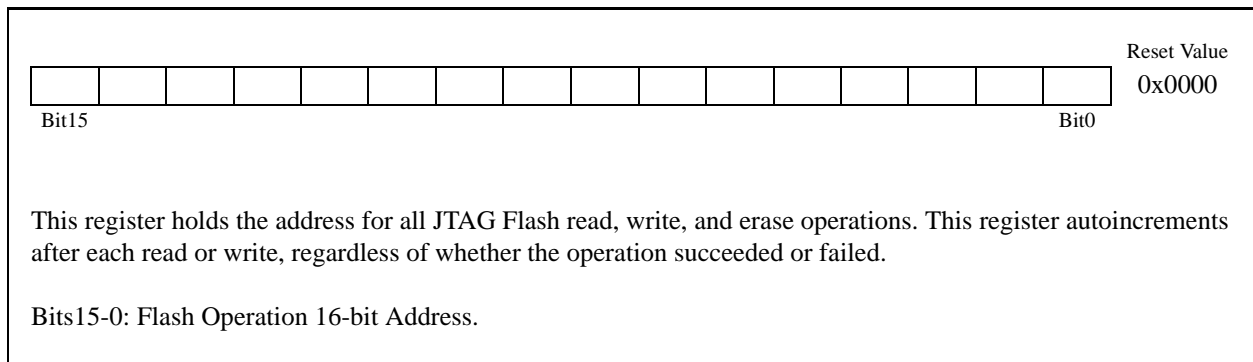 Reset Value
0x0000
Bit15
Bit0
This register holds the address for all JTAG Flash read, write, and erase operations. This register autoincrements
after each read or write, regardless of whether the operation succeeded or failed.
Bits15-0: Flash Operation 16-bit Address.